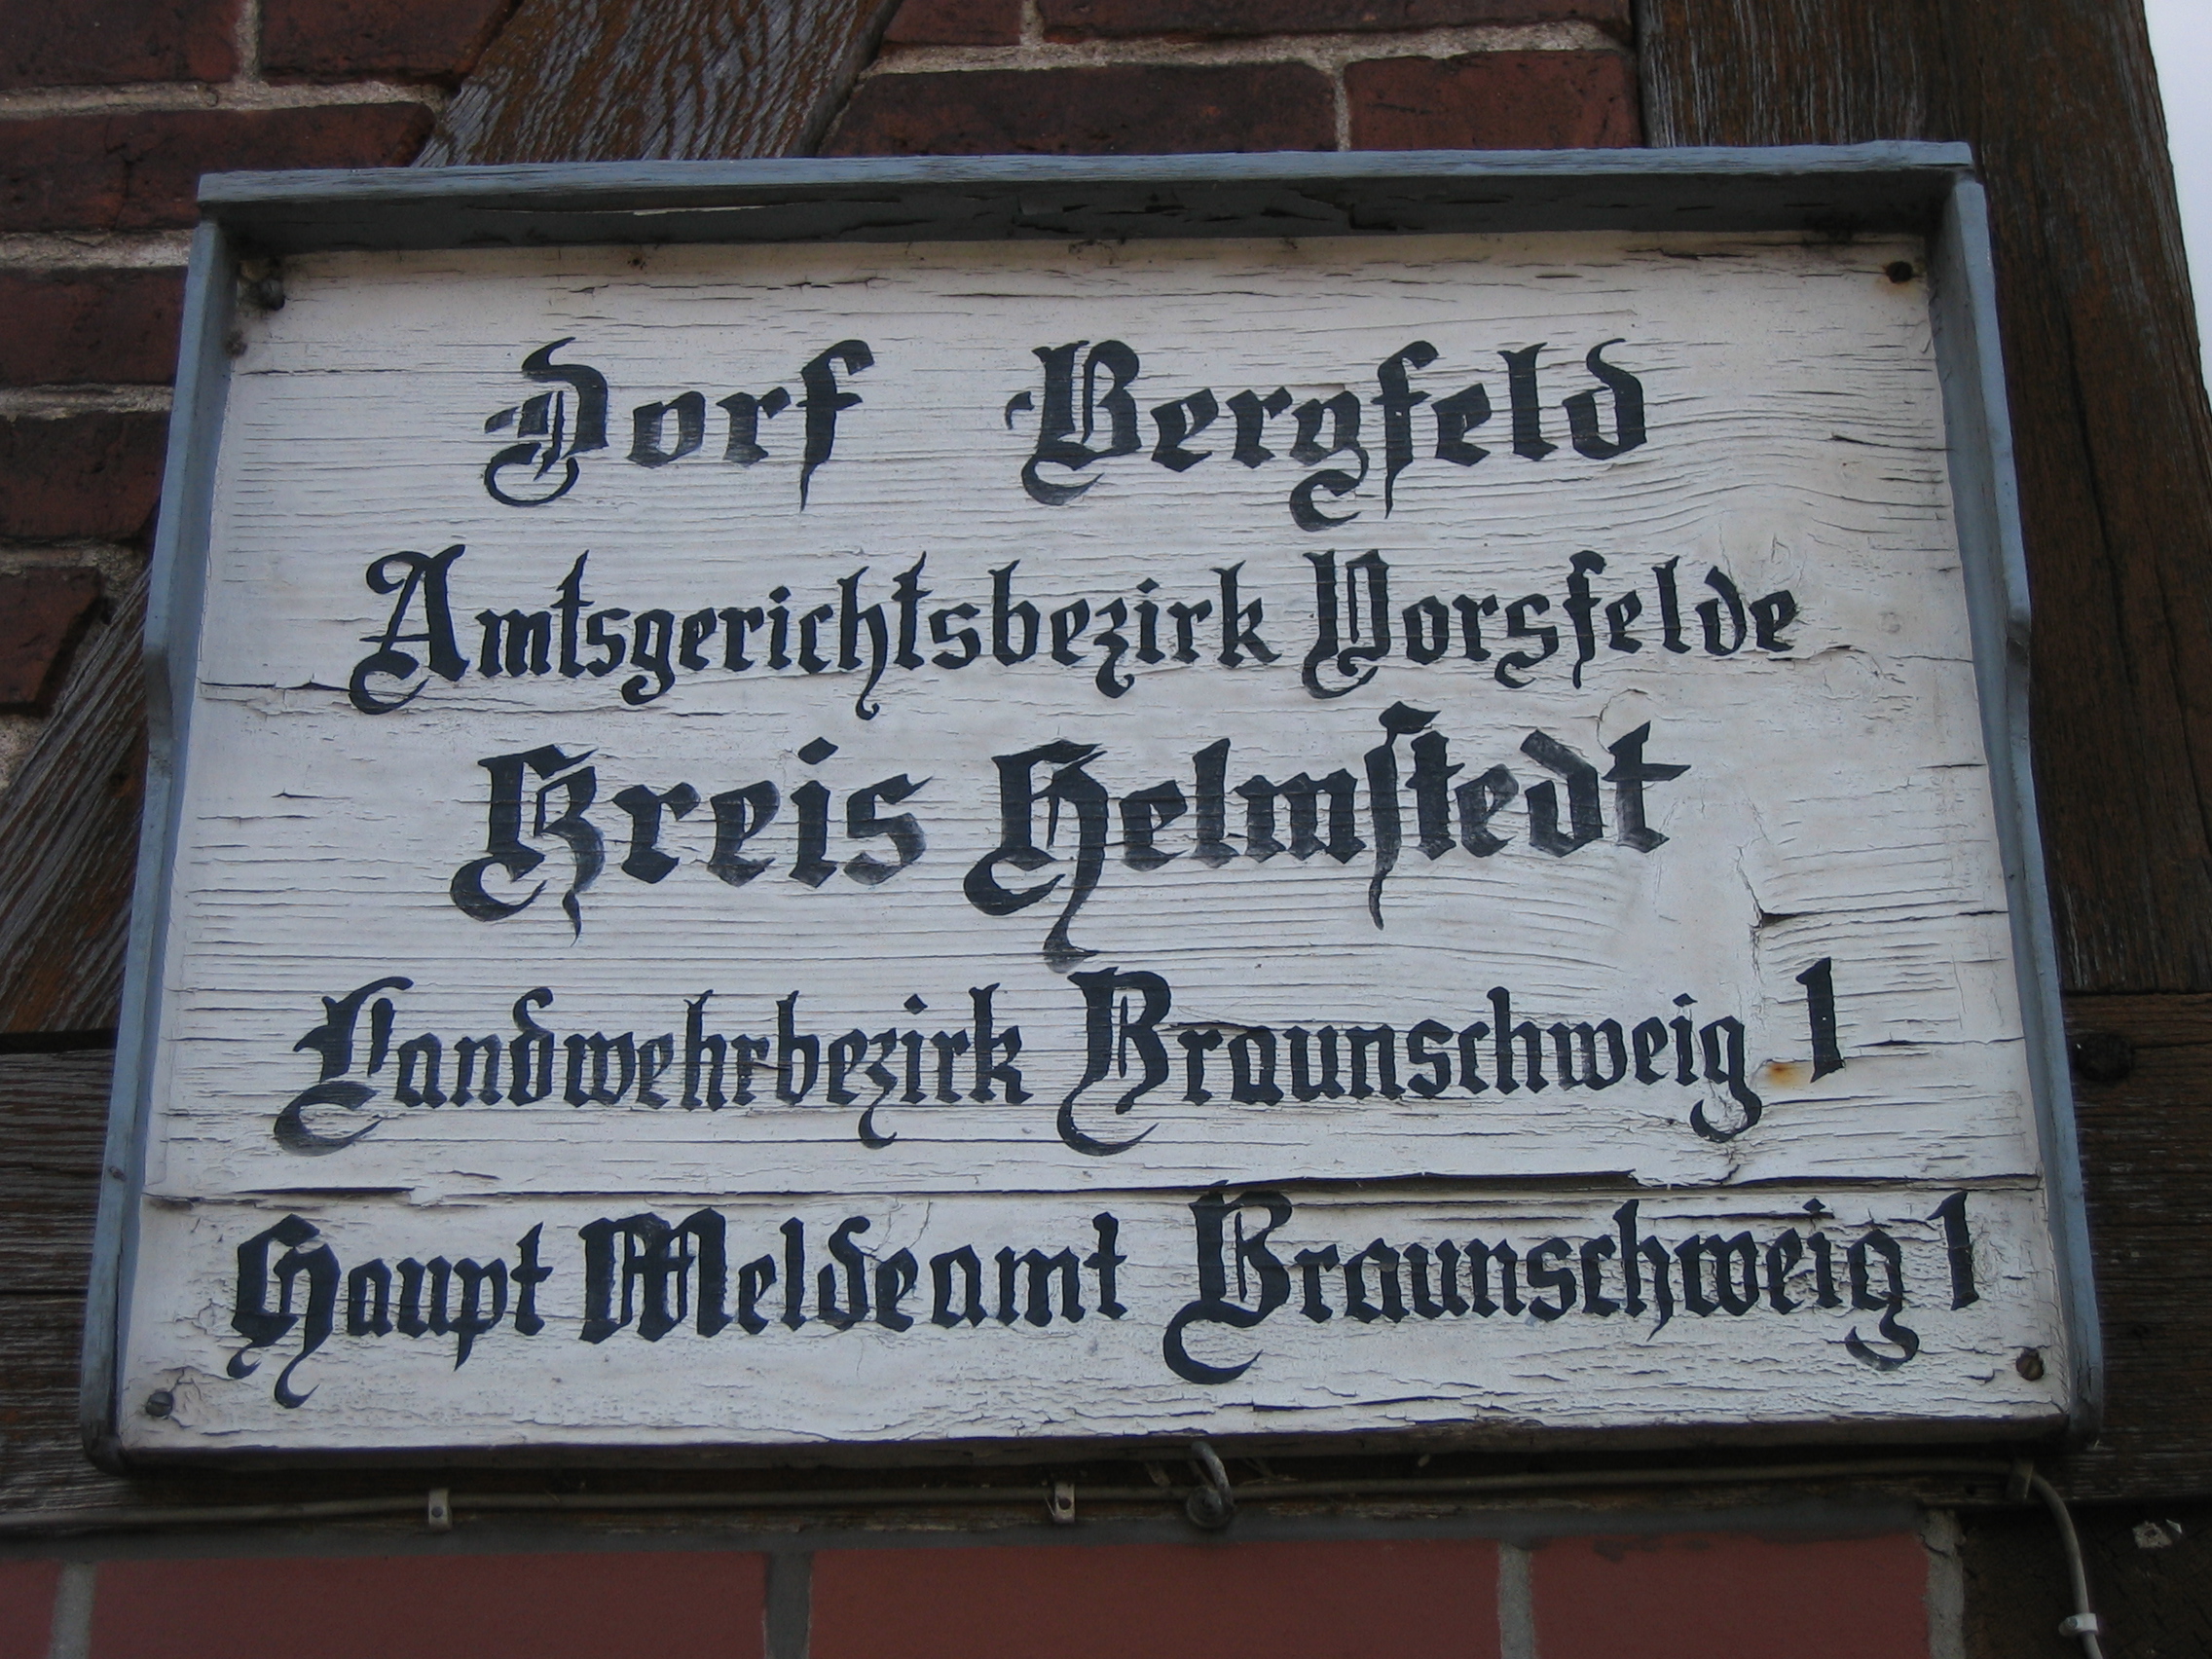 Dorf Bergfeld
Amtsgerichtsbezirk Vorsfelde
Kreis Helmstedt
Landwehrbezirk Braunschweig 1
Haupt Meldeamt Braunschweig 1